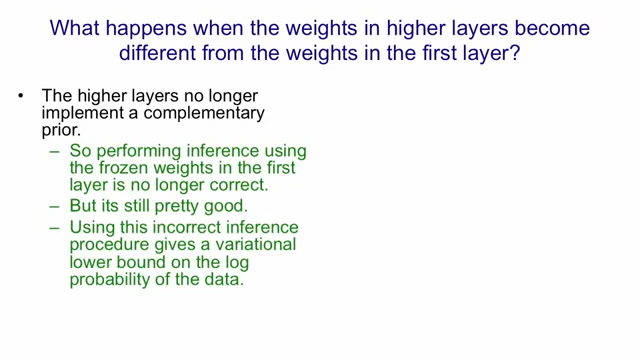 What happens when the weights in higher layers become
different from the weights in the first layer?
• The higher layers no longer
implement a complementary
prior.
– So performing inference using
the frozen weights in the first
layer is no longer correct.
– But its still pretty good.
– Using this incorrect inference
procedure gives a variational
lower bound on the log
probability of the data.